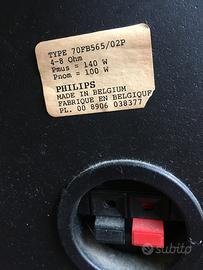 TYPE 70FB565/02P
4-8 Ohm
Pmus = 140 W
Pnom = 100 W
PHILIPS
MADE IN BELGIUM
FABRIQUE EN BELGIQUE
PL. 00 8906 038377
subito